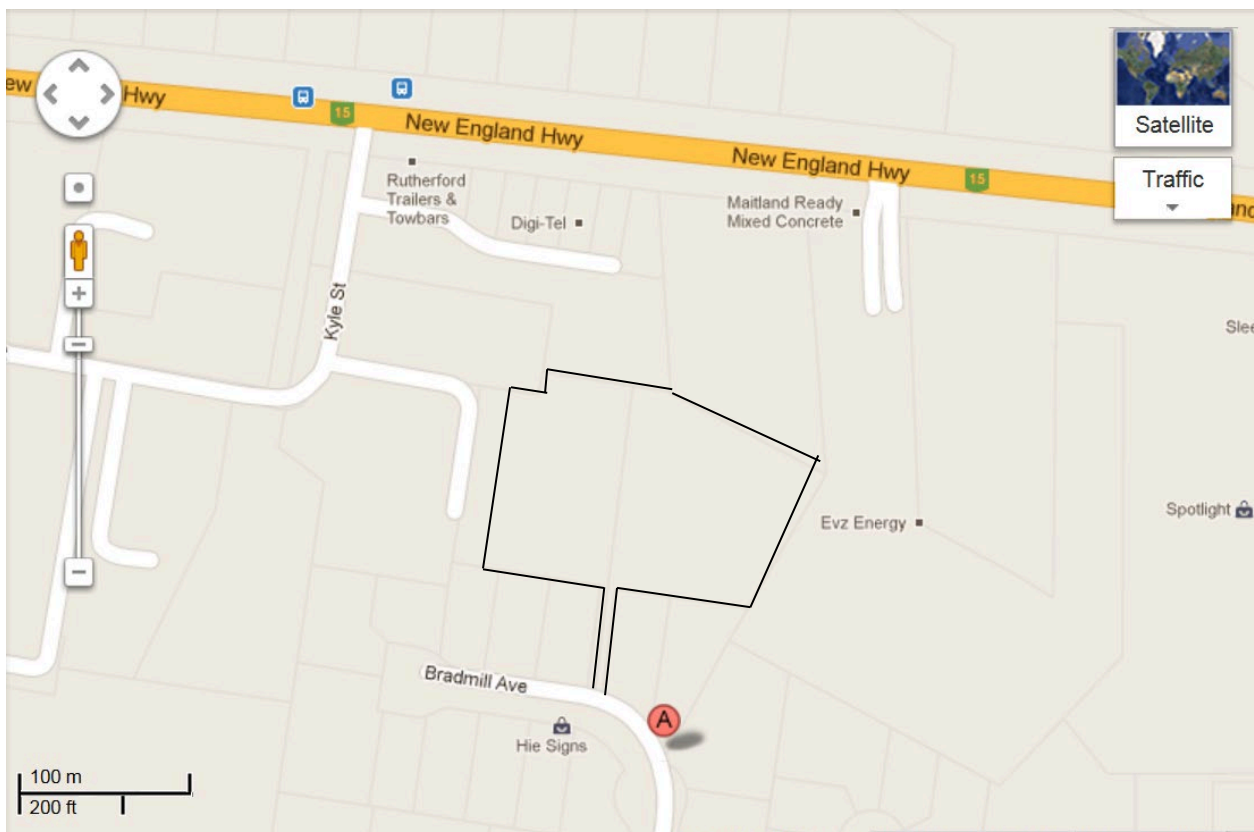 ew
Hwy
15
New England Hwy
New England Hwy
15
Satellite
Traffic
Rutherford
Trailers &
Towbars
Digi-Tel
Maitland Ready
Mixed Concrete
Kyle St
Slee
Evz Energy
Spotlight
Bradmill Ave
A
Hie Signs
100 m
200 ft